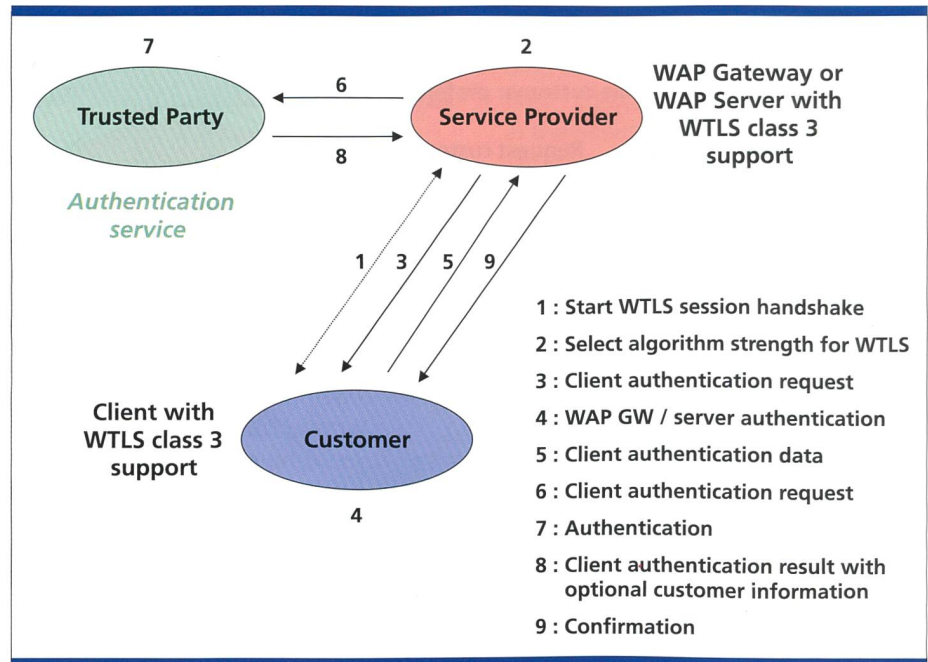 7
2
Trusted Party
6
8
Service Provider
WAP Gateway or
WAP Server with
WTLS class 3
support
Authentication
service
1
3
5
9
Client with
WTLS class 3
support
Customer
4
1 : Start WTLS session handshake
2 : Select algorithm strength for WTLS
3 : Client authentication request
4 : WAP GW / server authentication
5 : Client authentication data
6 : Client authentication request
7 : Authentication
8 : Client authentication result with
optional customer information
9 : Confirmation